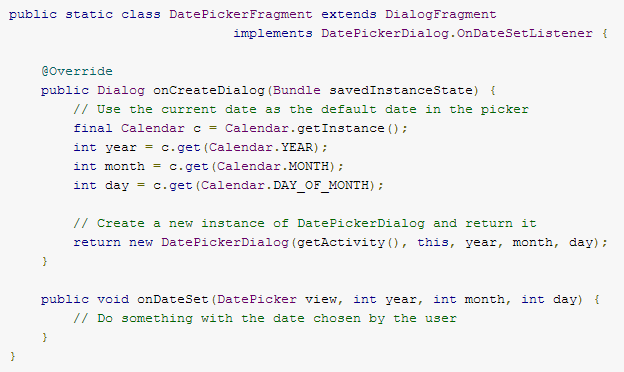 public static class DatePickerFragment extends DialogFragment
                            implements DatePickerDialog.OnDateSetListener {

    @Override
    public Dialog onCreateDialog(Bundle savedInstanceState) {
        // Use the current date as the default date in the picker
        final Calendar c = Calendar.getInstance();
        int year = c.get(Calendar.YEAR);
        int month = c.get(Calendar.MONTH);
        int day = c.get(Calendar.DAY_OF_MONTH);

        // Create a new instance of DatePickerDialog and return it
        return new DatePickerDialog(getActivity(), this, year, month, day);
    }

    public void onDateSet(DatePicker view, int year, int month, int day) {
        // Do something with the date chosen by the user
    }
}